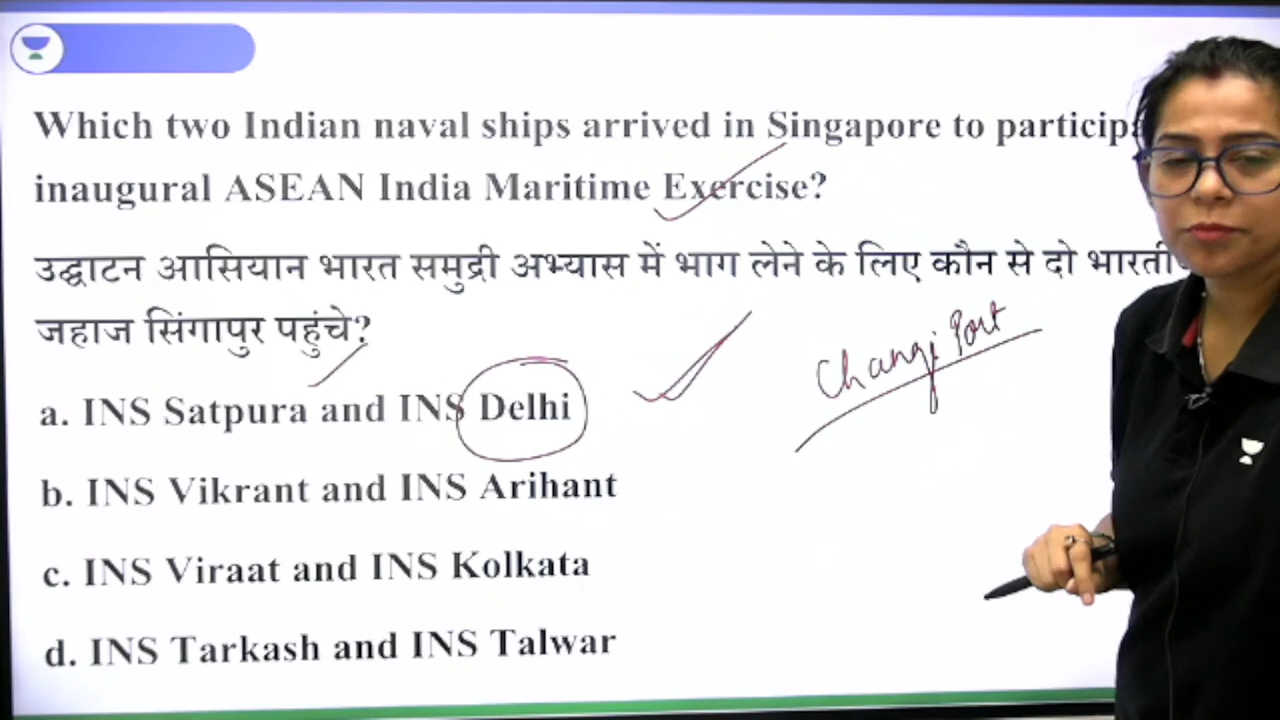 Which two Indian naval ships arrived in Singapore to particip
inaugural ASEAN India Maritime Exercise?
उद्घाटन आसियान भारत समुद्री अभ्यास में भाग लेने के लिए कौन से दो भारती
जहाज सिंगापुर पहुंचे?
Changi Port
a. INS Satpura and INS Delhi
b. INS Vikrant and INS Arihant
c. INS Viraat and INS Kolkata
d. INS Tarkash and INS Talwar